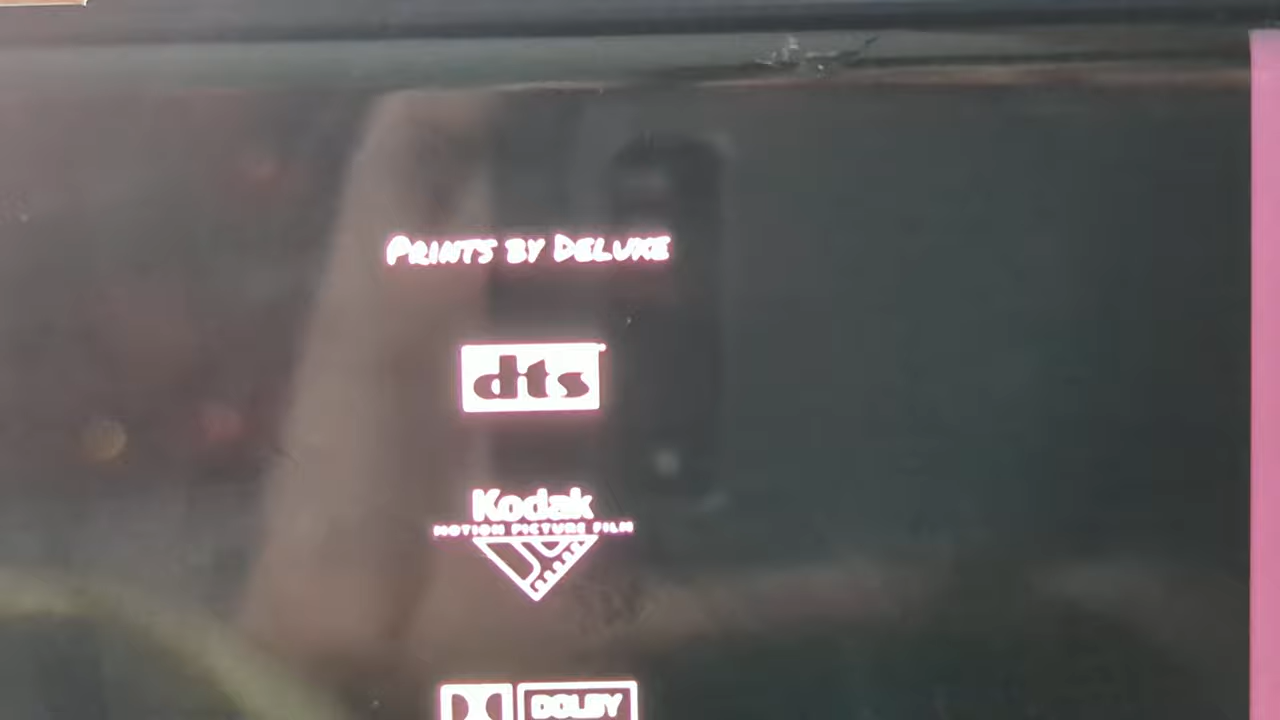 PRINTS BY DELUXE
dts
Kodak
MOTION PICTURE FILM
DOLBY